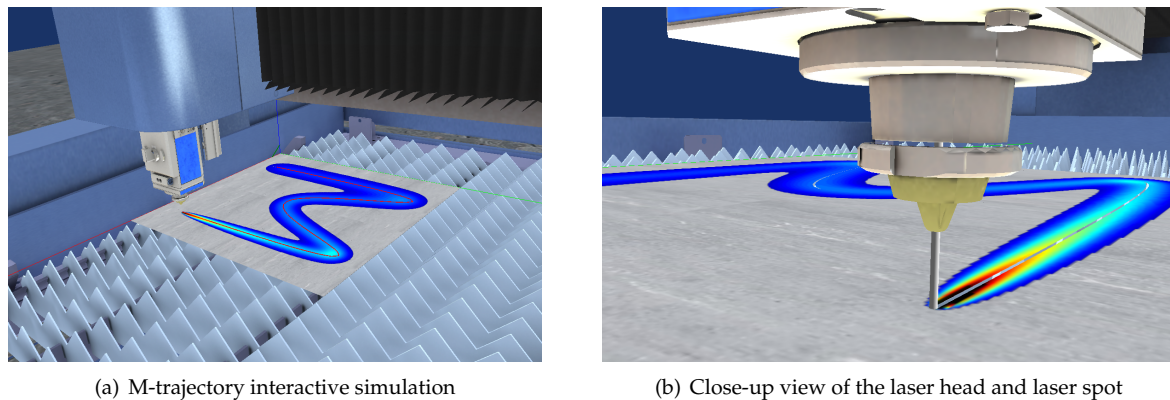 (a) M-trajectory interactive simulation
(b) Close-up view of the laser head and laser spot